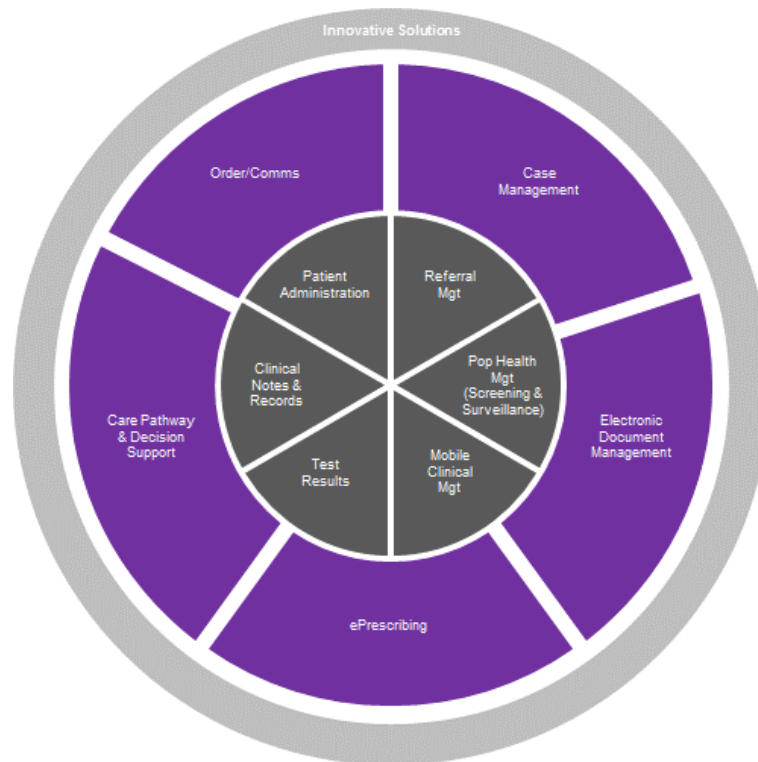 Innovative Solutions
Order/Comms
Case
Management
Patient
Administration
Referral
Mgt
Clinical
Notes &
Records
Pop Health
Mgt
(Screening &
Surveillance)
Care Pathway
& Decision
Support
Electronic
Document
Management
Test
Results
Mobile
Clinical
Mgt
ePrescribing